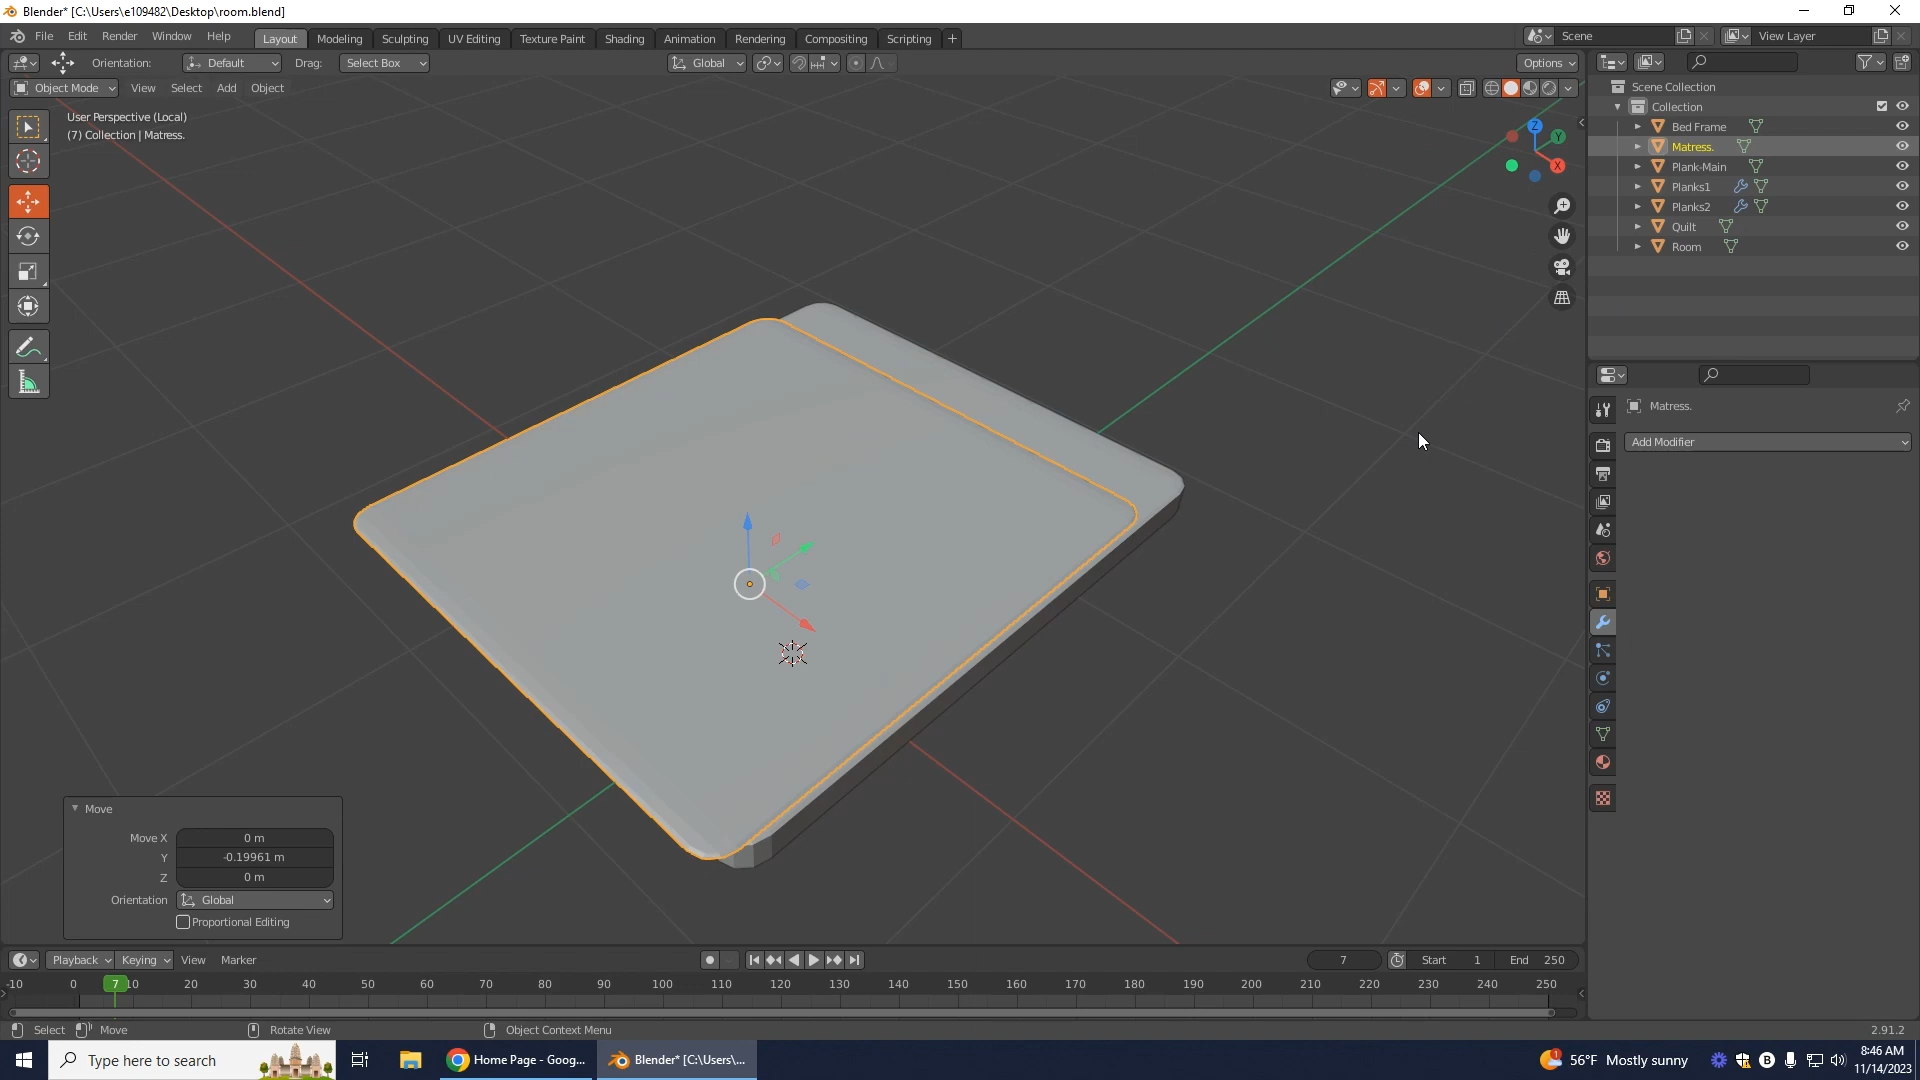 Blender* [C:\Users\e109482\Desktop\room.blend]
File Edit Render Window Help Layout Modeling Sculpting UV Editing Texture Paint Shading Animation Rendering Compositing Scripting + Scene View Layer
Orientation: Default Drag: Select Box Global Options
Object Mode View Select Add Object
User Perspective (Local)
(7) Collection | Matress.
Z
Y
X
Scene Collection
Collection
Bed Frame
Matress.
Plank-Main
Planks1
Planks2
Quilt
Room
Matress.
Add Modifier
Move
Move X 0 m
Y -0.19961 m
Z 0 m
Orientation Global
Proportional Editing
Playback Keying View Marker 7 Start 1 End 250
-10 0 7 10 20 30 40 50 60 70 80 90 100 110 120 130 140 150 160 170 180 190 200 210 220 230 240 250
Select Move Rotate View Object Context Menu 2.91.2
Type here to search Home Page - Goog... Blender* [C:\Users\... 1 56°F Mostly sunny B 8:46 AM
11/14/2023